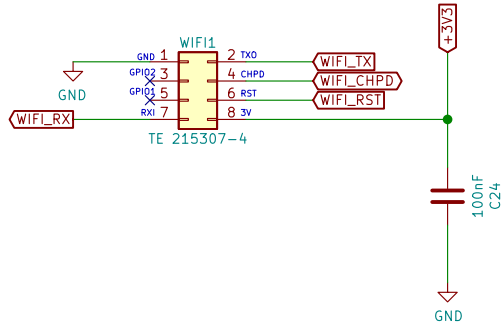 +3V3
WIFI1
GND 1 2 TXO WIFI_TX
GPIO2 3 4 CHPD WIFI_CHPD
GND
GPIO1 5 6 RST WIFI_RST
WIFI_RX RXI 7 8 3V
TE 215307-4
100nF
C24
GND